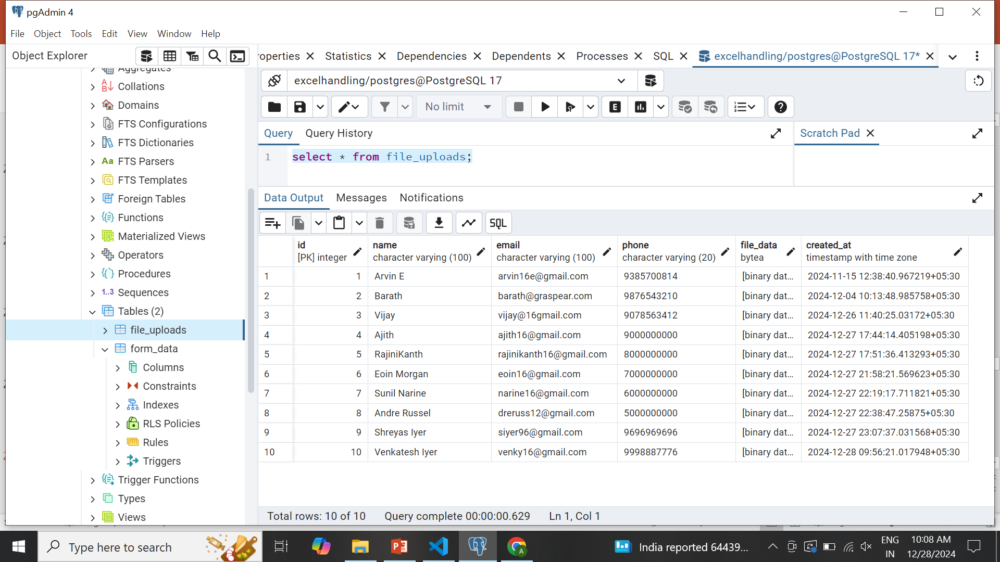 pgAdmin 4
File Object Tools Edit View Window Help
Object Explorer
roperties Statistics Dependencies Dependents Processes SQL excelhandling/postgres@PostgreSQL 17*
excelhandling/postgres@PostgreSQL 17
No limit
E
Query Query History
Scratch Pad
1 select * from file_uploads;
Data Output Messages Notifications
SQL
id name email phone file_data created_at
[PK] integer character varying (100) character varying (100) character varying (20) bytea timestamp with time zone
1 1 Arvin E arvin16e@gmail.com 9385700814 [binary dat... 2024-11-15 12:38:40.967219+05:30
2 2 Barath barath@graspear.com 9876543210 [binary dat... 2024-12-04 10:13:48.985758+05:30
3 3 Vijay vijay@16gmail.com 9078563412 [binary dat... 2024-12-26 11:40:25.03172+05:30
4 4 Ajith ajith16@gmail.com 9000000000 [binary dat... 2024-12-27 17:44:14.405198+05:30
5 5 RajiniKanth rajinikanth16@gmail.com 8000000000 [binary dat... 2024-12-27 17:51:36.413293+05:30
6 6 Eoin Morgan eoin16@gmail.com 7000000000 [binary dat... 2024-12-27 21:58:21.569623+05:30
7 7 Sunil Narine narine16@gmail.com 6000000000 [binary dat... 2024-12-27 22:19:17.711821+05:30
8 8 Andre Russel dreruss12@gmail.com 5000000000 [binary dat... 2024-12-27 22:38:47.25875+05:30
9 9 Shreyas Iyer siyer96@gmail.com 9696969696 [binary dat... 2024-12-27 23:07:37.031568+05:30
10 10 Venkatesh Iyer venky16@gmail.com 9998887776 [binary dat... 2024-12-28 09:56:21.017948+05:30
Total rows: 10 of 10 Query complete 00:00:00.629 Ln 1, Col 1
Aggregates
Collations
Domains
FTS Configurations
FTS Dictionaries
Aa FTS Parsers
FTS Templates
Foreign Tables
Functions
Materialized Views
Operators
Procedures
1..3 Sequences
Tables (2)
file_uploads
form_data
Columns
Constraints
Indexes
RLS Policies
Rules
Triggers
Trigger Functions
Types
Views
Type here to search
India reported 64439...
ENG
IN
10:08 AM
12/28/2024